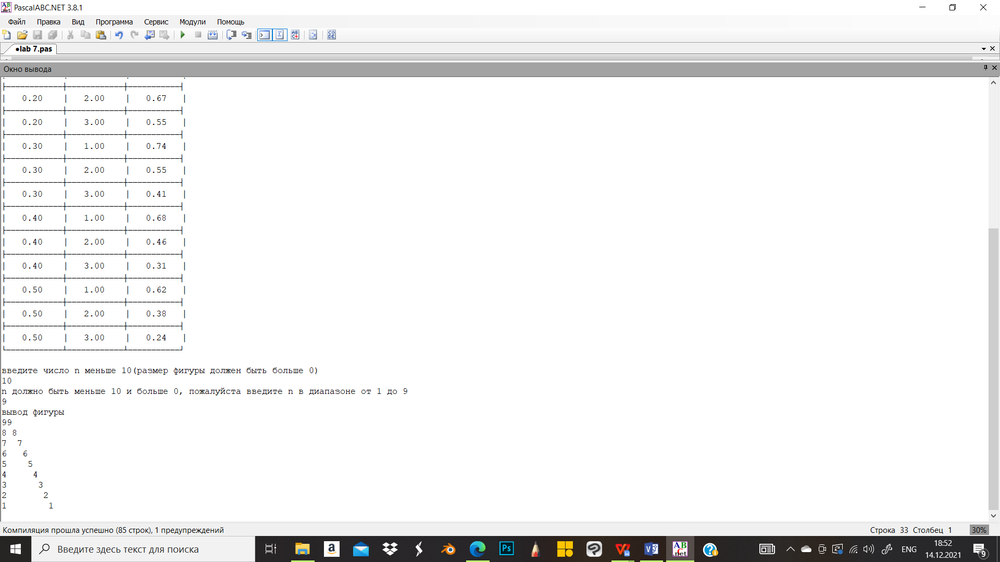 PascalABC.NET 3.8.1
Файл Правка Вид Программа Сервис Модули Помощь
•lab 7.pas
Окно вывода
| 0.20 | 2.00 | 0.67 |
| 0.20 | 3.00 | 0.55 |
| 0.30 | 1.00 | 0.74 |
| 0.30 | 2.00 | 0.55 |
| 0.30 | 3.00 | 0.41 |
| 0.40 | 1.00 | 0.68 |
| 0.40 | 2.00 | 0.46 |
| 0.40 | 3.00 | 0.31 |
| 0.50 | 1.00 | 0.62 |
| 0.50 | 2.00 | 0.38 |
| 0.50 | 3.00 | 0.24 |
введите число n меньше 10(размер фигуры должен быть больше 0)
10
n должно быть меньше 10 и больше 0, пожалуйста введите n в диапазоне от 1 до 9
9
вывод фигуры
99
8 8
7  7
6   6
5    5
4     4
3      3
2       2
1        1
Компиляция прошла успешно (85 строк), 1 предупреждений
Строка 33 Столбец 1 30%
Введите здесь текст для поиска
ENG
18:52
14.12.2021
9